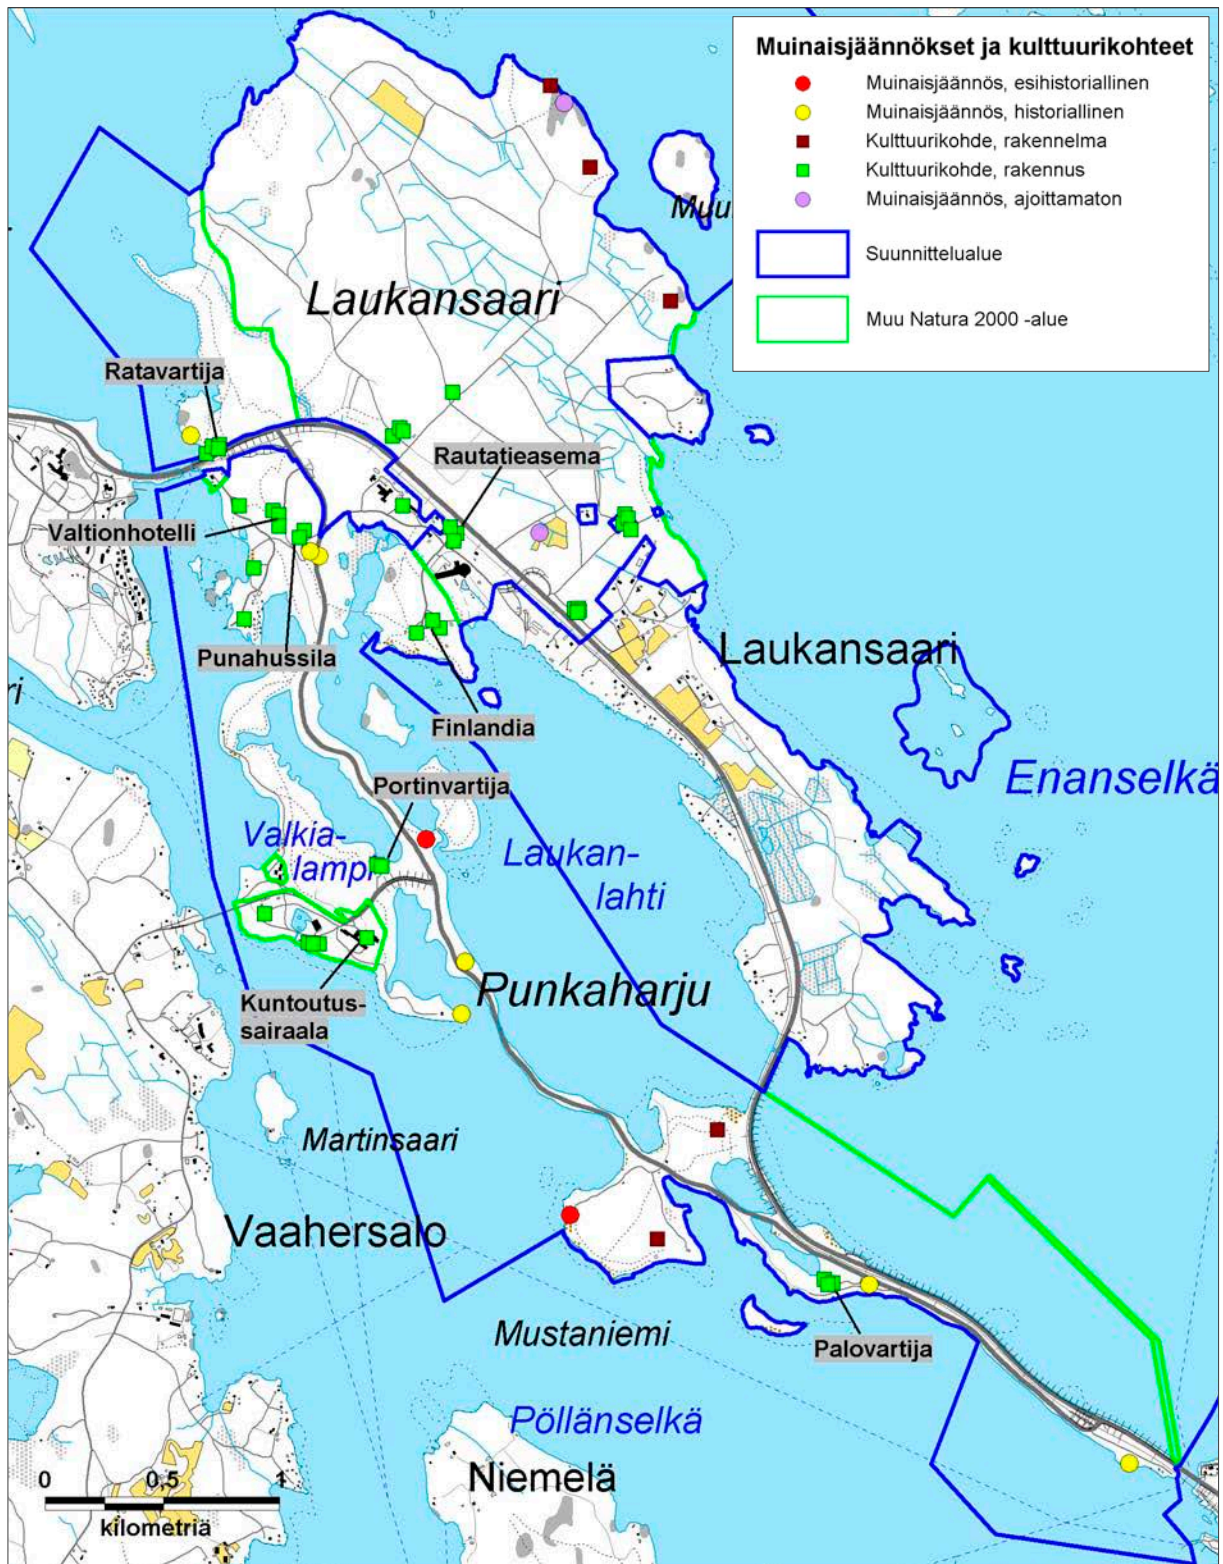 Muinaisjäännökset ja kulttuurikohteet
Muinaisjäännös, esihistoriallinen
Muinaisjäännös, historiallinen
Kulttuurikohde, rakennelma
Kulttuurikohde, rakennus
Muinaisjäännös, ajoittamaton
Suunnittelualue
Muu Natura 2000 -alue
Muu
Laukansaari
Ratavartija
Rautatieasema
Valtionhotelli
Punahussila
Laukansaari
ri
Finlandia
Enanselkä
Portinvartija
Valkia-
lampi
Laukan-
lahti
Punkaharju
Kuntoutus-
sairaala
Martinsaari
Vaahersalo
Mustaniemi
Palovartija
Pöllänselkä
Niemelä
0 0,5 1
kilometriä